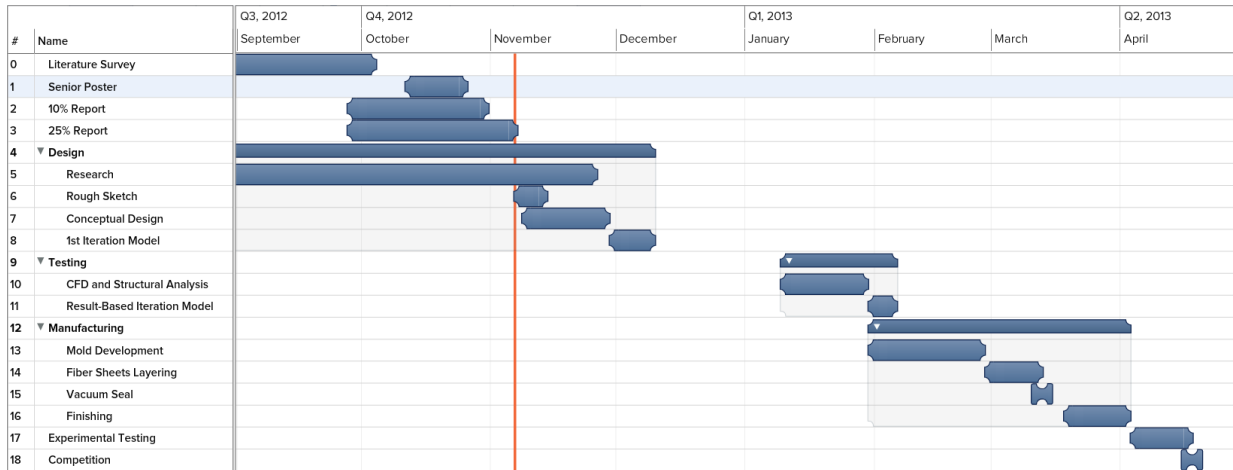 Q3, 2012 Q4, 2012 Q1, 2013 Q2, 2013
# Name September October November December January February March April
0 Literature Survey
1 Senior Poster
2 10% Report
3 25% Report
4 Design
5 Research
6 Rough Sketch
7 Conceptual Design
8 1st Iteration Model
9 Testing
10 CFD and Structural Analysis
11 Result-Based Iteration Model
12 Manufacturing
13 Mold Development
14 Fiber Sheets Layering
15 Vacuum Seal
16 Finishing
17 Experimental Testing
18 Competition